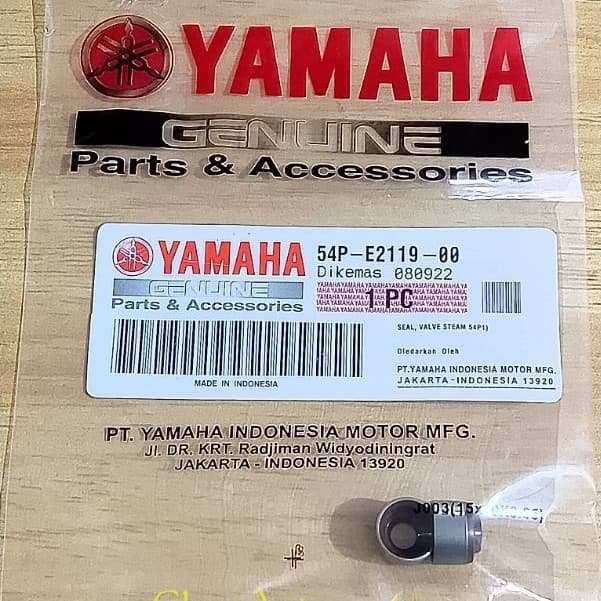 YAMAHA
GENUINE
Parts & Accessories
YAMAHA
GENUINE
Parts & Accessories
54P-E2119-00
Dikemas 080922
1 PC
SEAL, VALVE STEAM 54P1)
Diedarkan Oleh
PT.YAMAHA INDONESIA MOTOR MFG.
JAKARTA-INDONESIA 13920
MADE IN INDONESIA
PT. YAMAHA INDONESIA MOTOR MFG.
Jl. DR. KRT. Radjiman Widyodiningrat
JAKARTA - INDONESIA 13920